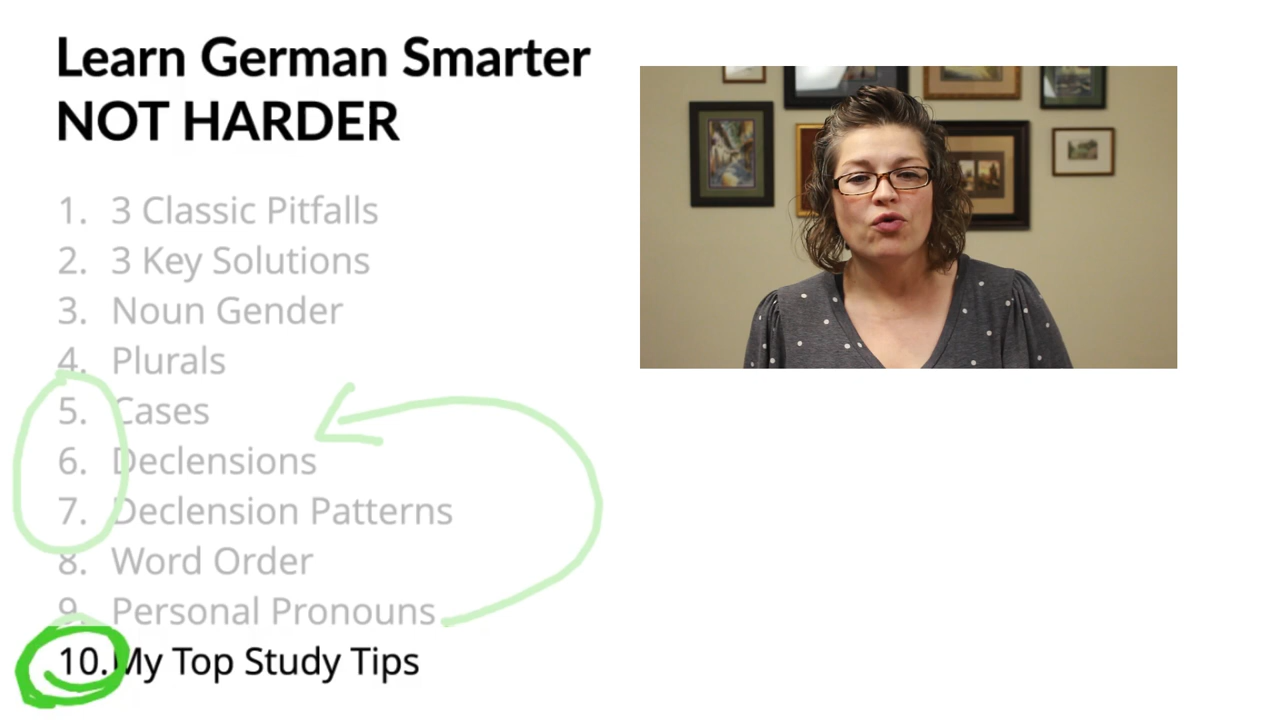 Learn German Smarter
NOT HARDER
1. 3 Classic Pitfalls
2. 3 Key Solutions
3. Noun Gender
4. Plurals
5. Cases
6. Declensions
7. Declension Patterns
8. Word Order
9. Personal Pronouns
10. My Top Study Tips